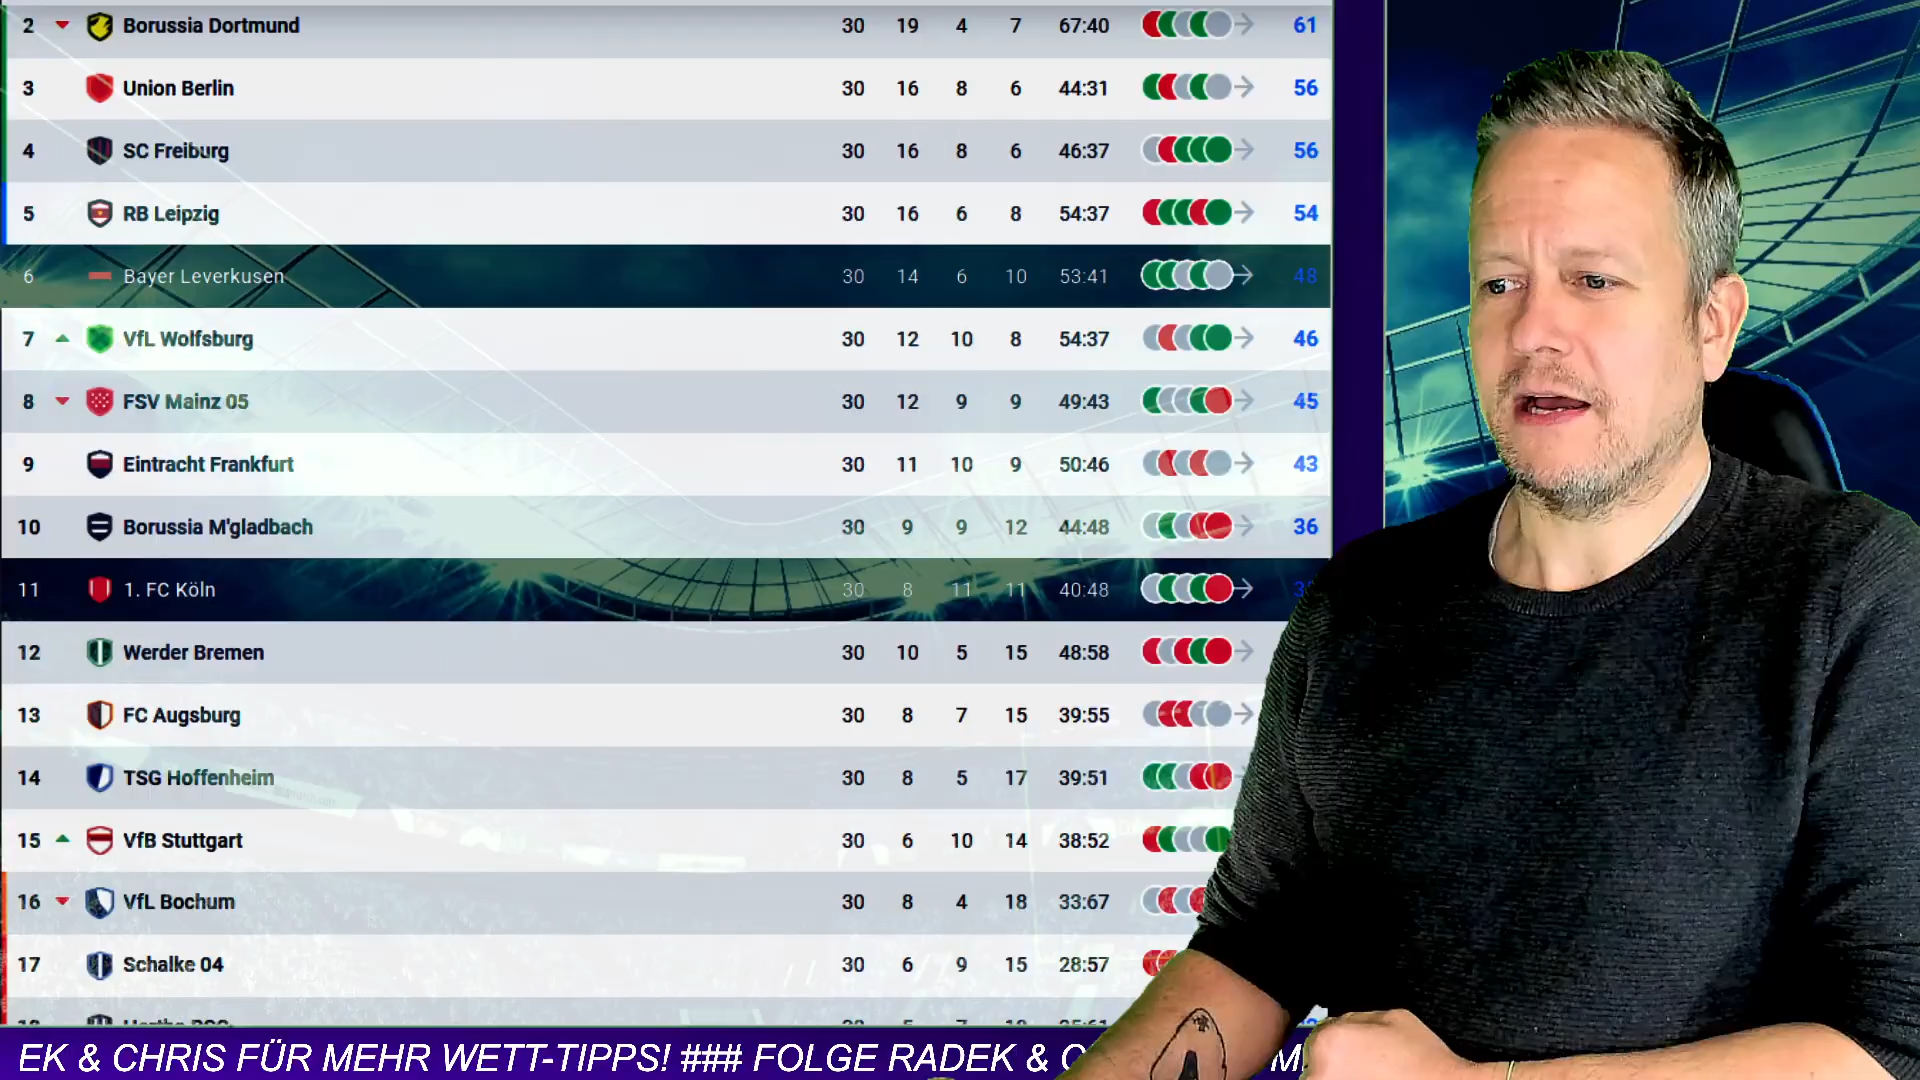 2 Borussia Dortmund 30 19 4 7 67:40 61
3 Union Berlin 30 16 8 6 44:31 56
4 SC Freiburg 30 16 8 6 46:37 56
5 RB Leipzig 30 16 6 8 54:37 54
6 Bayer Leverkusen 30 14 6 10 53:41 48
7 VfL Wolfsburg 30 12 10 8 54:37 46
8 FSV Mainz 05 30 12 9 9 49:43 45
9 Eintracht Frankfurt 30 11 10 9 50:46 43
10 Borussia M'gladbach 30 9 9 12 44:48 36
11 1. FC Köln 30 8 11 11 40:48
12 Werder Bremen 30 10 5 15 48:58
13 FC Augsburg 30 8 7 15 39:55
14 TSG Hoffenheim 30 8 5 17 39:51
15 VfB Stuttgart 30 6 10 14 38:52
16 VfL Bochum 30 8 4 18 33:67
17 Schalke 04 30 6 9 15 28:57
EK & CHRIS FÜR MEHR WETT-TIPPS! ### FOLGE RADEK &